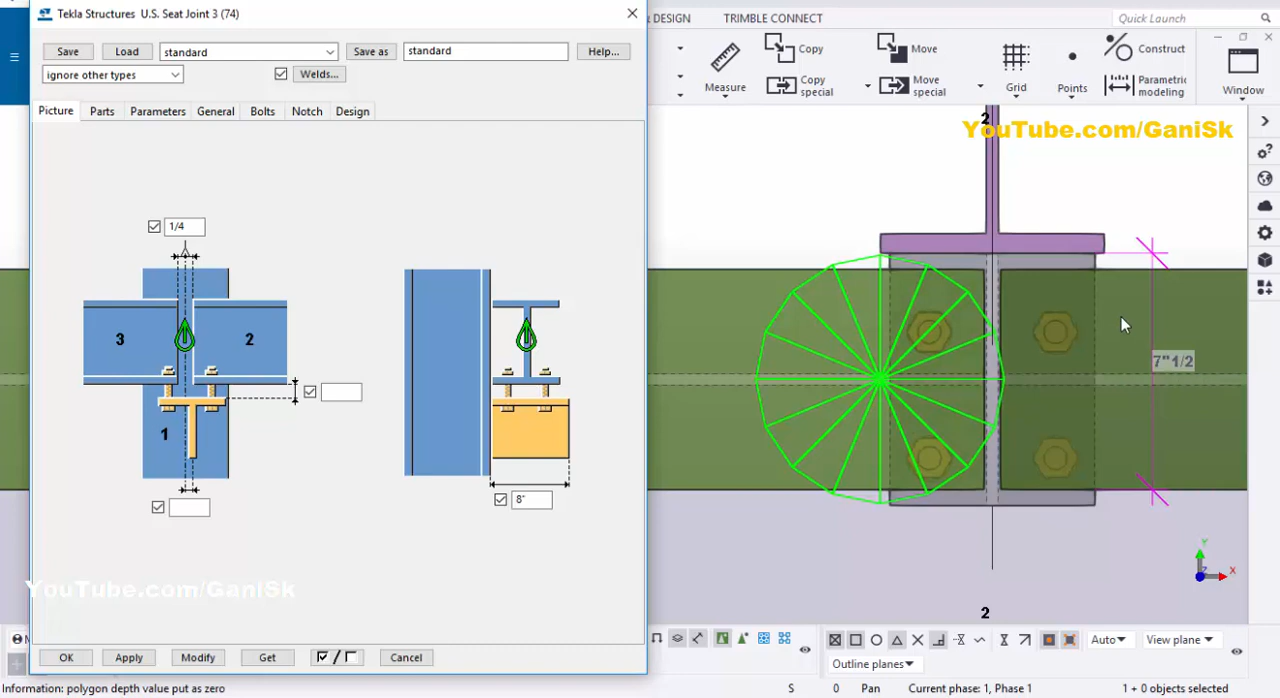 Tekla Structures U.S. Seat Joint 3 (74)
Save
Load
standard
Save as
standard
Help...
ignore other types
Welds...
Picture
Parts
Parameters
General
Bolts
Notch
Design
1/4
3
2
1
8"
OK
Apply
Modify
Get
/
Cancel
Information: polygon depth value put as zero
& DESIGN
TRIMBLE CONNECT
Quick Launch
Measure
Copy
Copy special
Move
Move special
Grid
Points
Construct
Parametric modeling
Window
2
YouTube.com/GaniSk
7"1/2
Y
X
Z
2
YouTube.com/GaniSk
Auto
View plane
Outline planes
S
0
Pan
Current phase: 1, Phase 1
1 + 0 objects selected